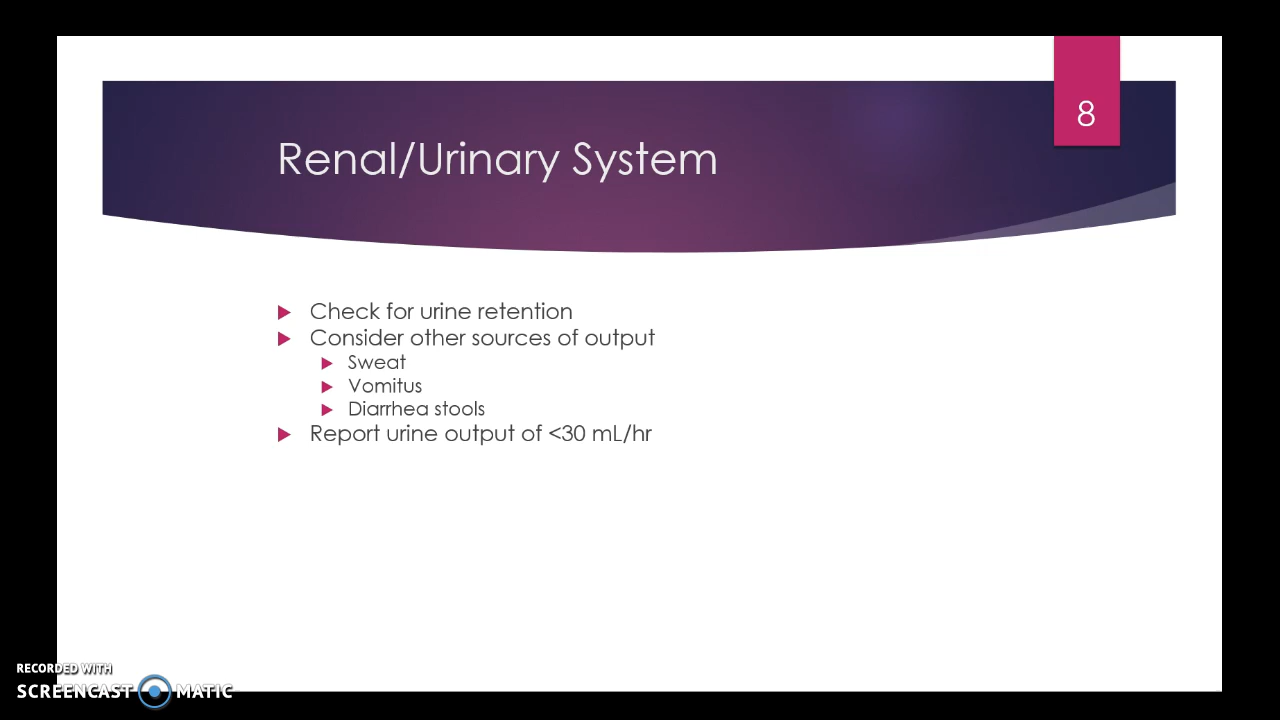 8
Renal/Urinary System
Check for urine retention
Consider other sources of output
Sweat
Vomitus
Diarrhea stools
Report urine output of <30 mL/hr
RECORDED WITH
SCREENCAST MATIC